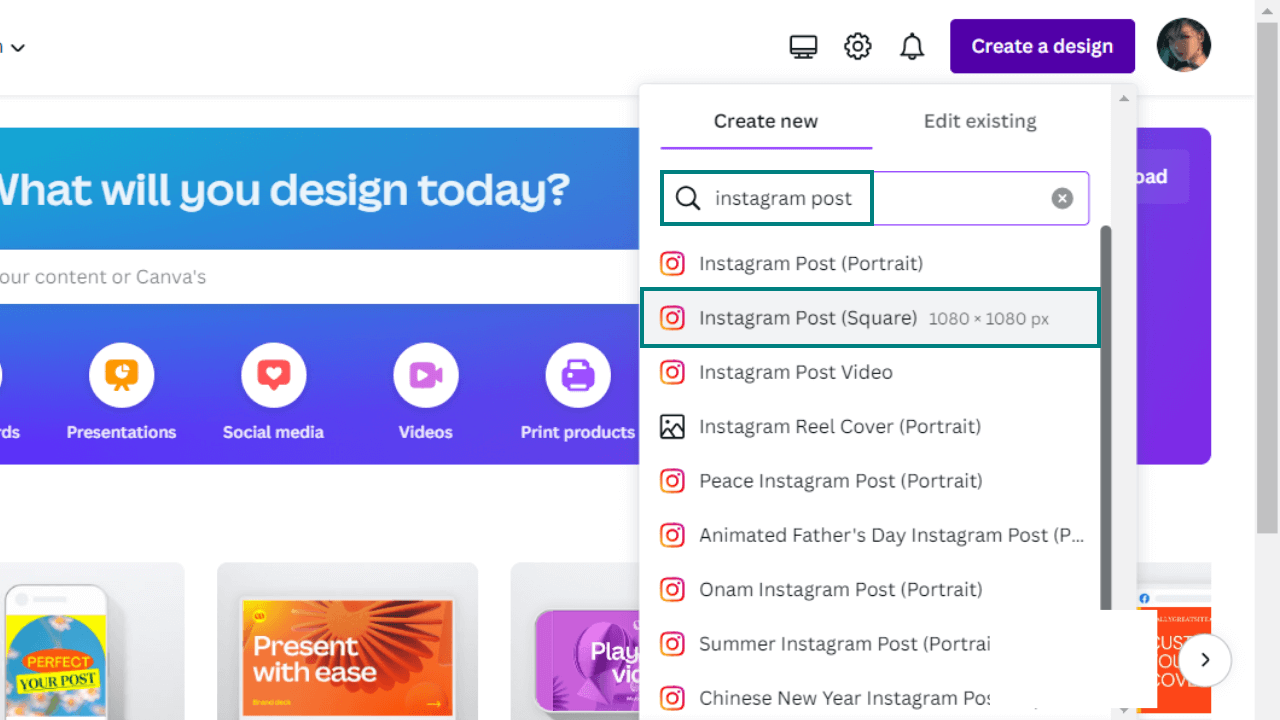 Create a design
Create new
Edit existing
What will you design today?
instagram post
oad
our content or Canva's
Instagram Post (Portrait)
Instagram Post (Square) 1080 × 1080 px
Instagram Post Video
Instagram Reel Cover (Portrait)
Peace Instagram Post (Portrait)
Animated Father's Day Instagram Post (P...
Onam Instagram Post (Portrait)
Summer Instagram Post (Portrai
Chinese New Year Instagram Pos
rds
Presentations
Social media
Videos
Print products
PERFECT
YOUR POST
Present
with ease
Brand deck
Play
vid
CUST
OU
COVE